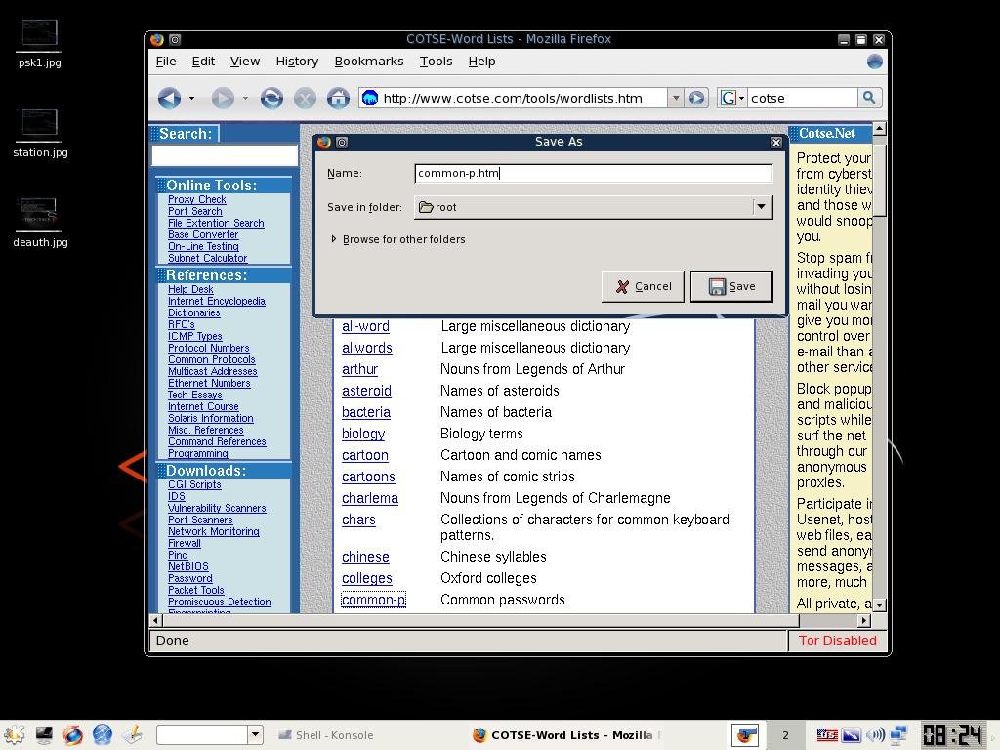 psk1.jpg
station.jpg
deauth.jpg
COTSE-Word Lists - Mozilla Firefox
File Edit View History Bookmarks Tools Help
http://www.cotse.com/tools/wordlists.htm
G cotse
Search:
Online Tools:
Proxy Check
Port Search
File Extention Search
Base Converter
On-Line Testing
Subnet Calculator
References:
Help Desk
Internet Encyclopedia
Dictionaries
RFC's
ICMP Types
Protocol Numbers
Common Protocols
Multicast Addresses
Ethernet Numbers
Tech Essays
Internet Course
Solaris Information
Misc. References
Command References
Programming
Downloads:
CGI Scripts
IDS
Vulnerability Scanners
Port Scanners
Network Monitoring
Firewall
Ping
NetBIOS
Password
Packet Tools
Promiscuous Detection
Fingerprinting
Save As
Name: common-p.htm
Save in folder: root
Browse for other folders
Cancel Save
all-word Large miscellaneous dictionary
allwords Large miscellaneous dictionary
arthur Nouns from Legends of Arthur
asteroid Names of asteroids
bacteria Names of bacteria
biology Biology terms
cartoon Cartoon and comic names
cartoons Names of comic strips
charlema Nouns from Legends of Charlemagne
chars Collections of characters for common keyboard
patterns.
chinese Chinese syllables
colleges Oxford colleges
common-p Common passwords
Cotse.Net
Protect your
from cyberst
identity thiev
and those w
would snoop
you.
Stop spam fr
invading you
without losin
mail you war
give you mor
control over
e-mail than a
other service
Block popup
and maliciou
scripts while
surf the net
through our
anonymous
proxies.
Participate in
Usenet, host
web files, ea
send anonyn
messages, a
more, much
All private, a
Done
Tor Disabled
Shell - Konsole
COTSE-Word Lists - Mozilla F
1 2
US
08:24